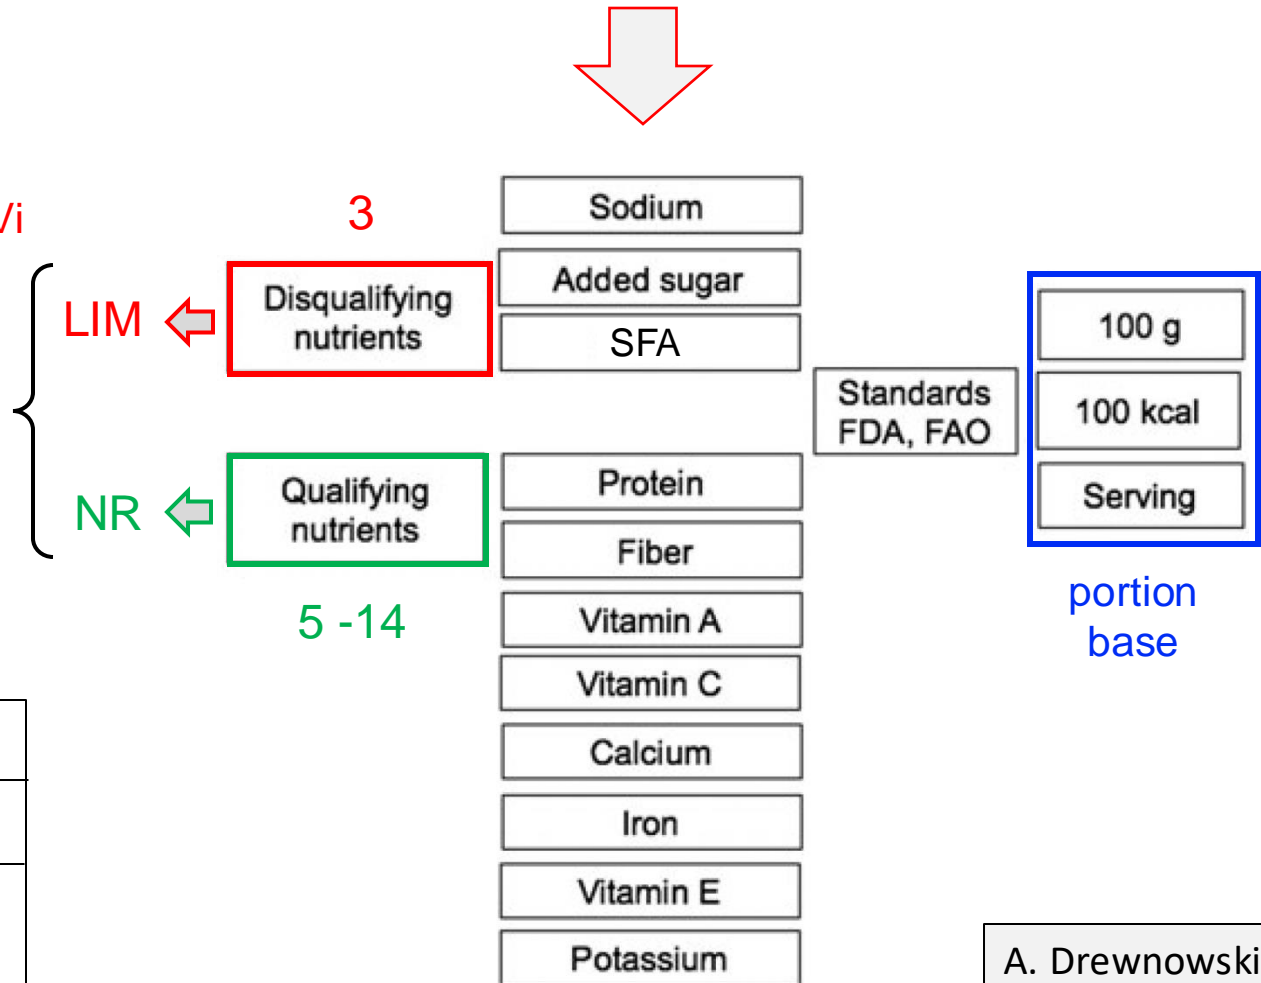 3
Sodium
LIM
Disqualifying
nutrients
Added sugar
SFA
100 g
Standards
FDA, FAO
100 kcal
NR
Qualifying
nutrients
Protein
Serving
Fiber
5 -14
Vitamin A
portion
base
Vitamin C
Calcium
Iron
Vitamin E
Potassium
A. Drewnowski